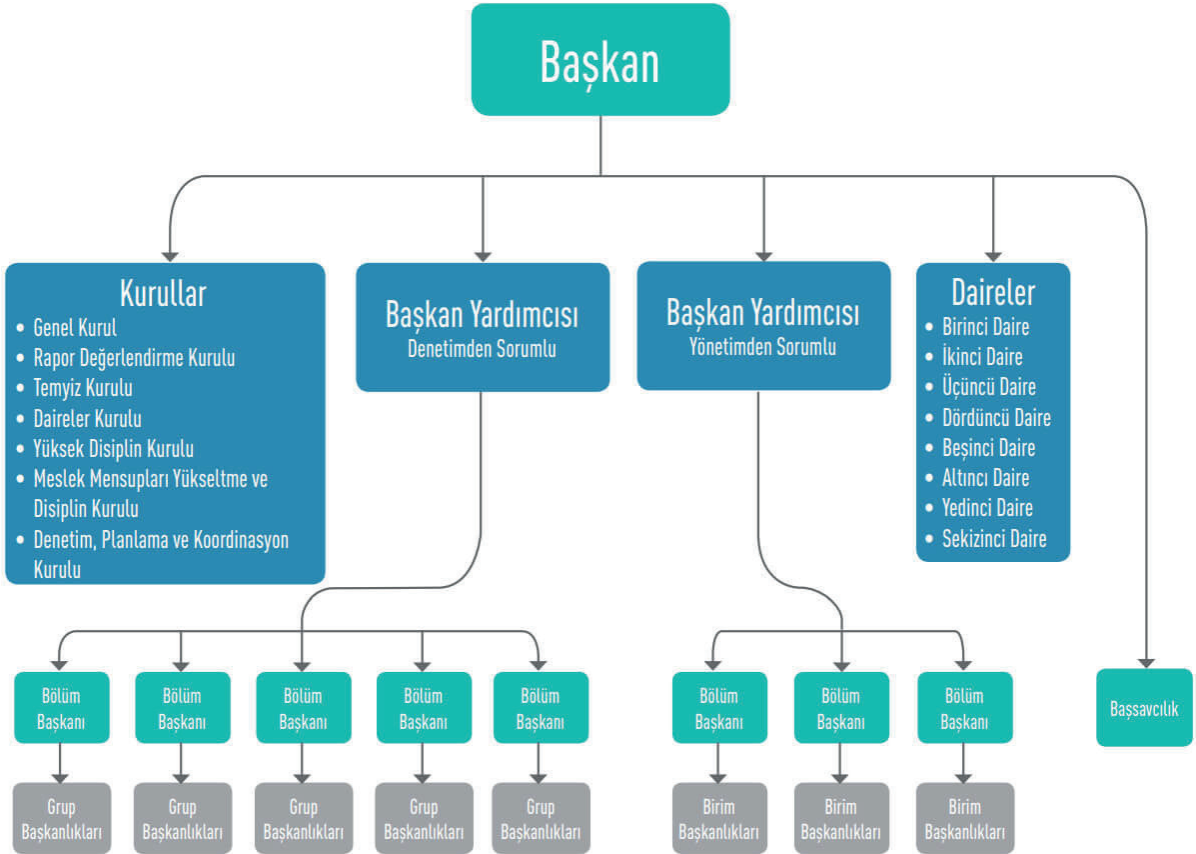 Başkan
Kurullar
• Genel Kurul
• Rapor Değerlendirme Kurulu
• Temyiz Kurulu
• Daireler Kurulu
• Yüksek Disiplin Kurulu
• Meslek Mensupları Yükseltme ve
Disiplin Kurulu
• Denetim, Planlama ve Koordinasyon
Kurulu
Başkan Yardımcısı
Denetimden Sorumlu
Başkan Yardımcısı
Yönetimden Sorumlu
Daireler
• Birinci Daire
• İkinci Daire
• Üçüncü Daire
• Dördüncü Daire
• Beşinci Daire
• Altıncı Daire
• Yedinci Daire
• Sekizinci Daire
Bölüm
Başkanı
Bölüm
Başkanı
Bölüm
Başkanı
Bölüm
Başkanı
Bölüm
Başkanı
Bölüm
Başkanı
Bölüm
Başkanı
Bölüm
Başkanı
Başsavcılık
Grup
Başkanlıkları
Grup
Başkanlıkları
Grup
Başkanlıkları
Grup
Başkanlıkları
Grup
Başkanlıkları
Birim
Başkanlıkları
Birim
Başkanlıkları
Birim
Başkanlıkları